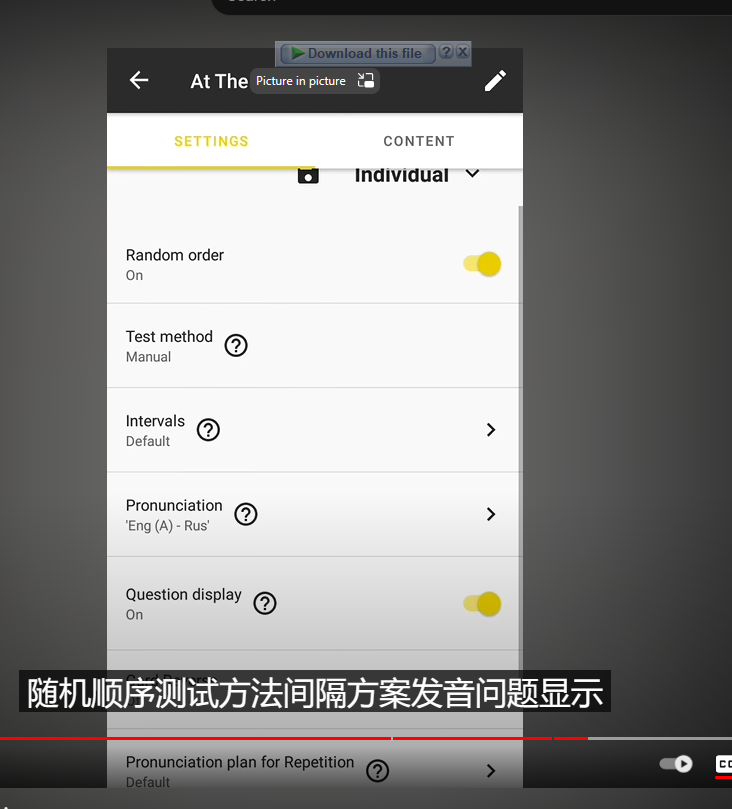 Download this file
At The
Picture in picture
SETTINGS
CONTENT
Individual
Random order
On
Test method
Manual
Intervals
Default
Pronunciation
'Eng (A) - Rus'
Question display
On
随机顺序测试方法间隔方案发音问题显示
Pronunciation plan for Repetition
Default